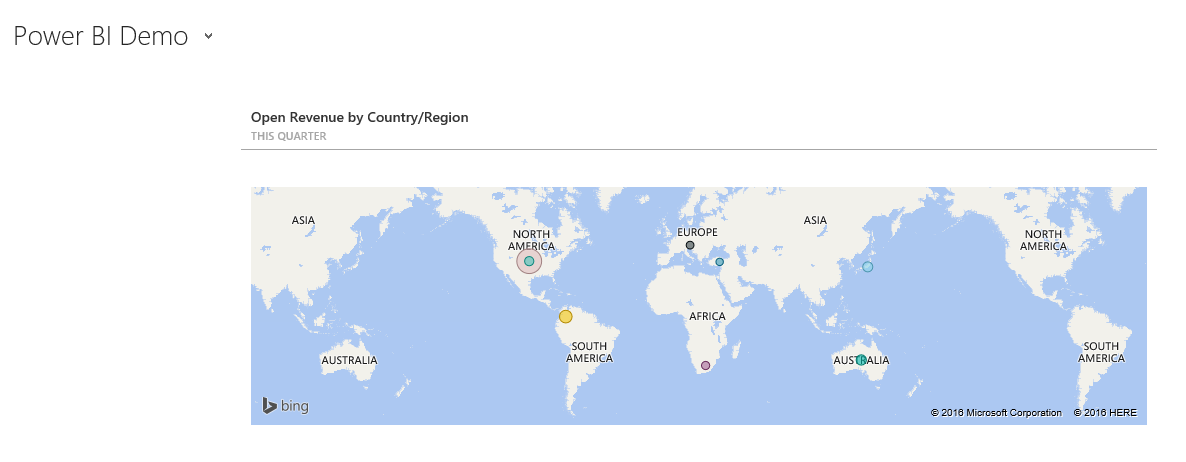 Power BI Demo
Open Revenue by Country/Region
THIS QUARTER
ASIA
NORTH
AMERICA
EUROPE
ASIA
NORTH
AMERICA
AFRICA
SOUTH
AMERICA
AUSTRALIA
AUSTRALIA
SOUTH
AMERICA
bing
© 2016 Microsoft Corporation © 2016 HERE